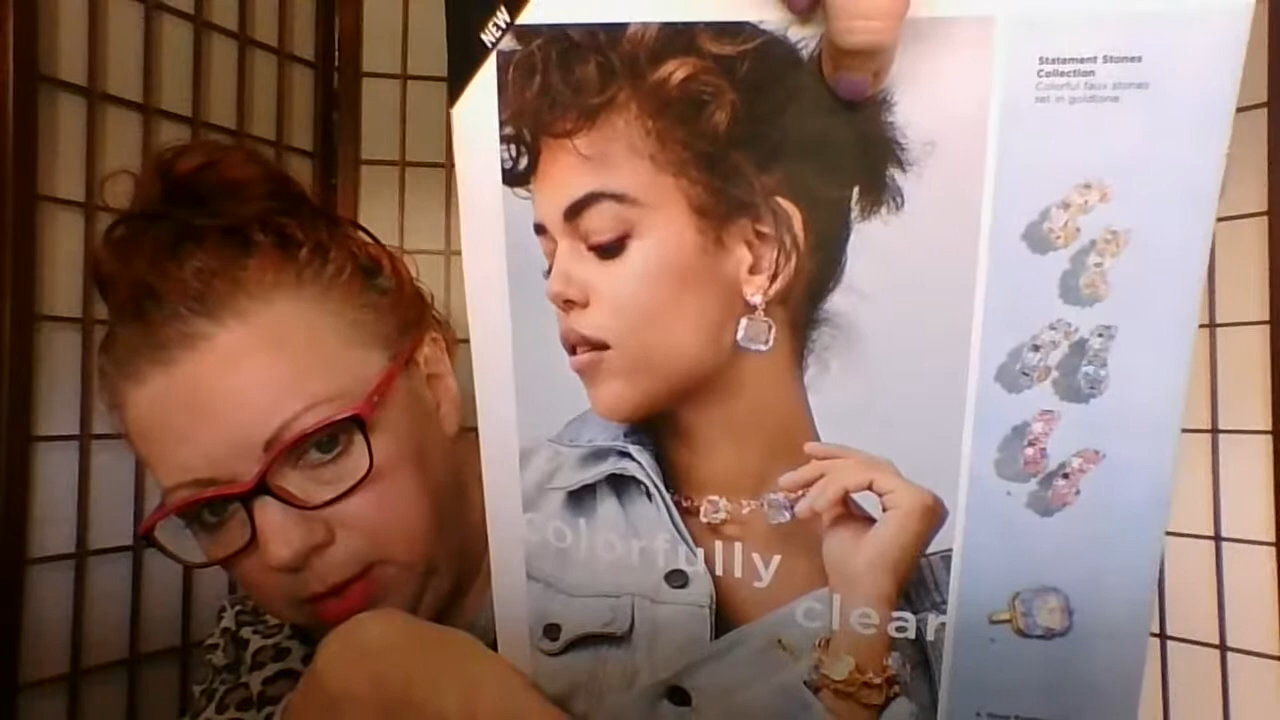 NEW
Statement Stones
Collection
Colorful faux stones
set in goldtone.
colorfully
clear